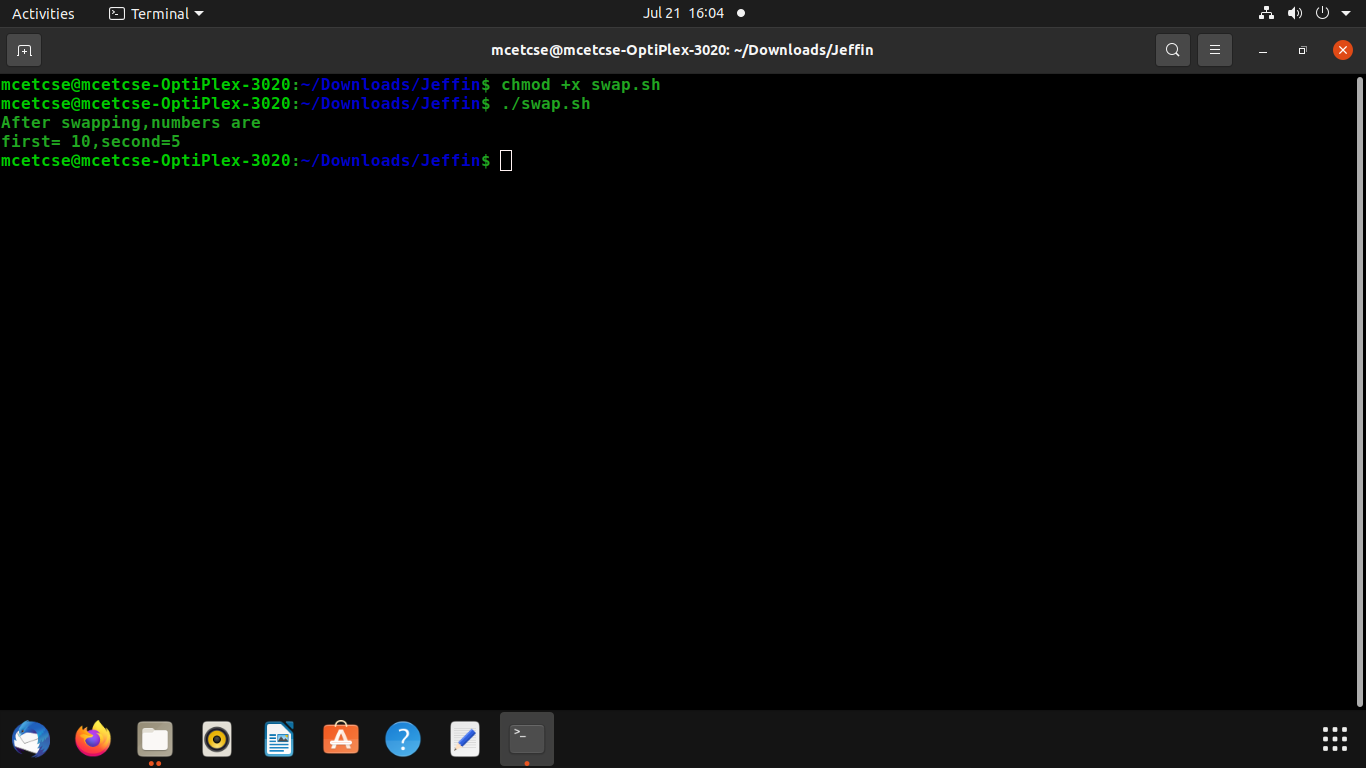 Activities Terminal Jul 21 16:04
mcetcse@mcetcse-OptiPlex-3020: ~/Downloads/Jeffin
mcetcse@mcetcse-OptiPlex-3020:~/Downloads/Jeffin$ chmod +x swap.sh
mcetcse@mcetcse-OptiPlex-3020:~/Downloads/Jeffin$ ./swap.sh
After swapping,numbers are
first= 10,second=5
mcetcse@mcetcse-OptiPlex-3020:~/Downloads/Jeffin$